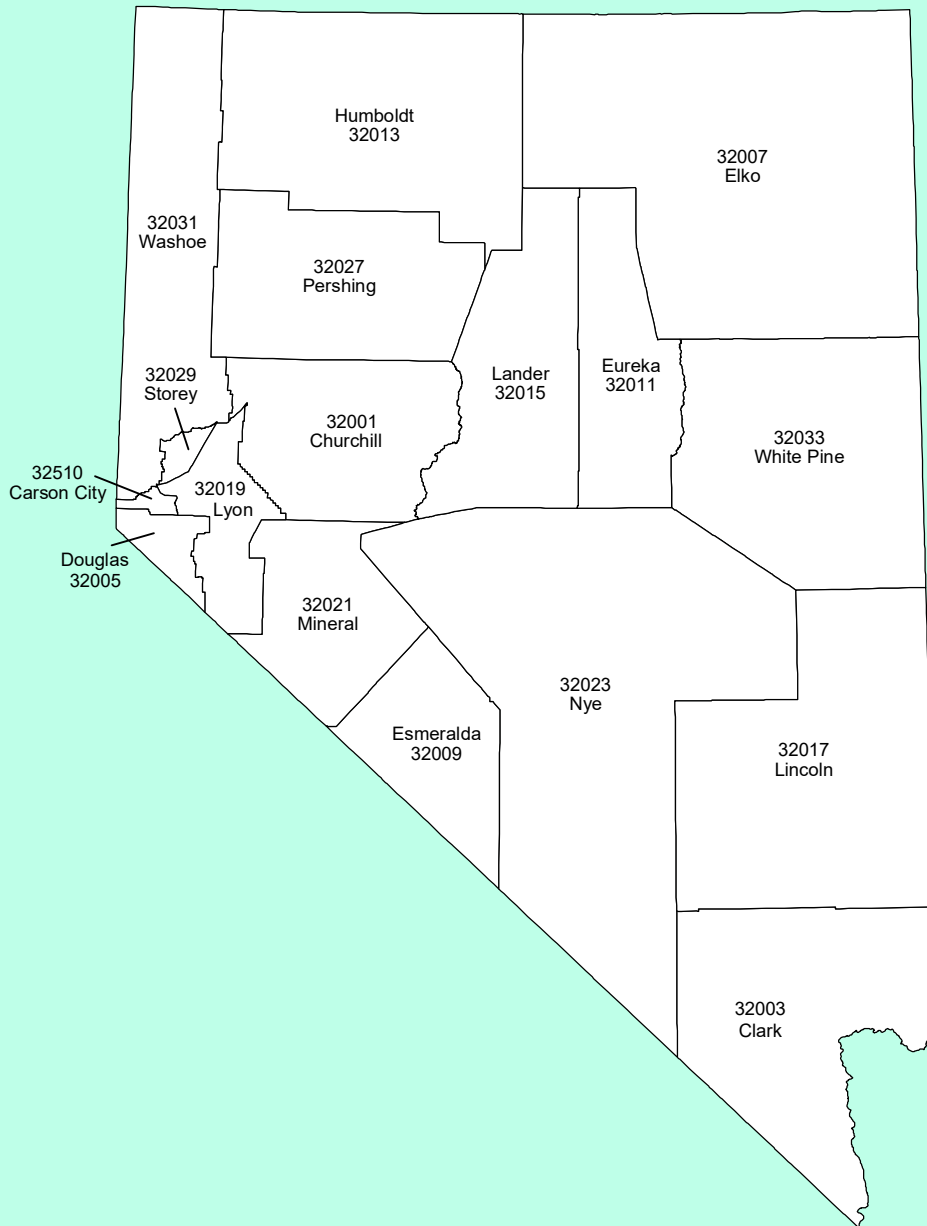 Humboldt
32013
32007
Elko
32031
Washoe
32027
Pershing
32029
Storey
Lander
32015
Eureka
32011
32001
Churchill
32033
White Pine
32510
Carson City
32019
Lyon
Douglas
32005
32021
Mineral
32023
Nye
Esmeralda
32009
32017
Lincoln
32003
Clark